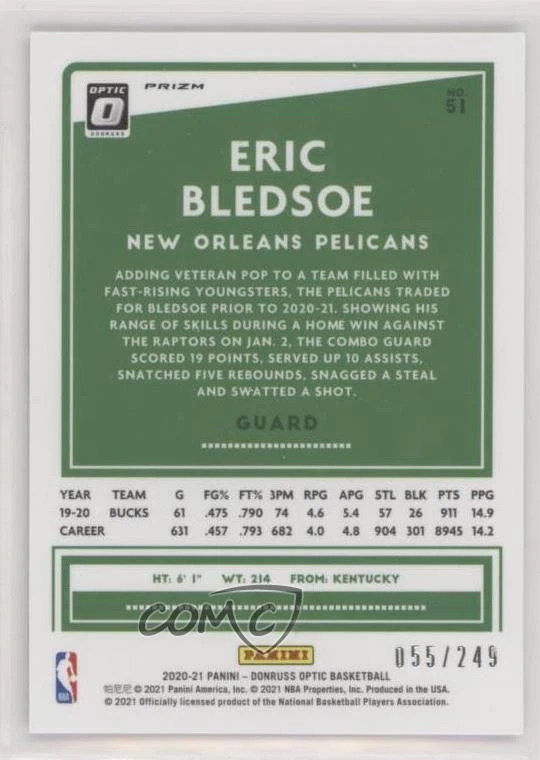 OPTIC
DONRUSS
PRIZM
NO.
51
ERIC
BLEDSOE
NEW ORLEANS PELICANS
ADDING VETERAN POP TO A TEAM FILLED WITH
FAST-RISING YOUNGSTERS, THE PELICANS TRADED
FOR BLEDSOE PRIOR TO 2020-21. SHOWING HIS
RANGE OF SKILLS DURING A HOME WIN AGAINST
THE RAPTORS ON JAN. 2, THE COMBO GUARD
SCORED 19 POINTS, SERVED UP 10 ASSISTS,
SNATCHED FIVE REBOUNDS, SNAGGED A STEAL
AND SWATTED A SHOT.
GUARD
YEAR TEAM G FG% FT% 3PM RPG APG STL BLK PTS PPG
19-20 BUCKS 61 .475 .790 74 4.6 5.4 57 26 911 14.9
CAREER 631 .457 .793 682 4.0 4.8 904 301 8945 14.2
HT: 6' 1" WT: 214 FROM: KENTUCKY
COMC
PANINI
055/249
2020-21 PANINI – DONRUSS OPTIC BASKETBALL
帕尼尼 © 2021 Panini America, Inc. © 2021 NBA Properties, Inc. Produced in the USA.
© 2021 Officially licensed product of the National Basketball Players Association.
NBA